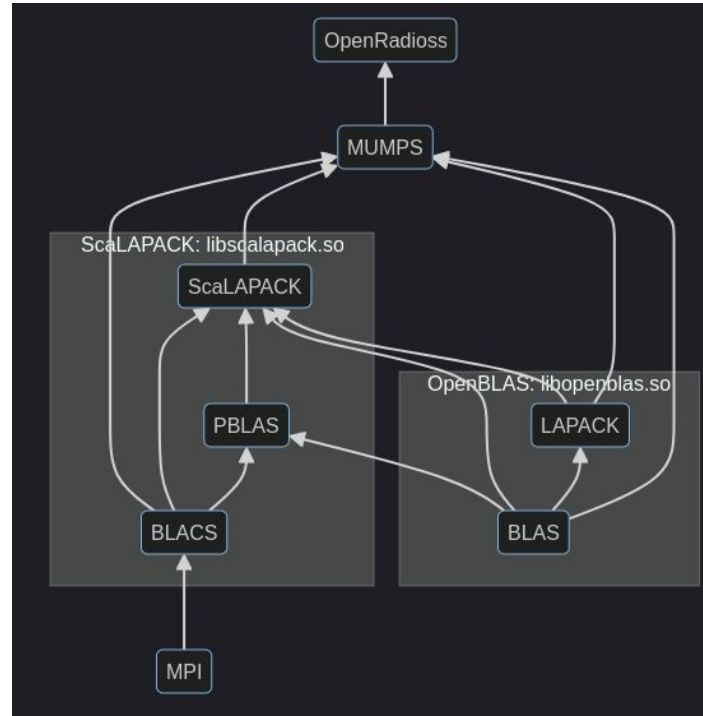 OpenRadioss
MUMPS
ScaLAPACK: libscalapack.so
ScaLAPACK
OpenBLAS: libopenblas.so
PBLAS
LAPACK
BLACS
BLAS
MPI